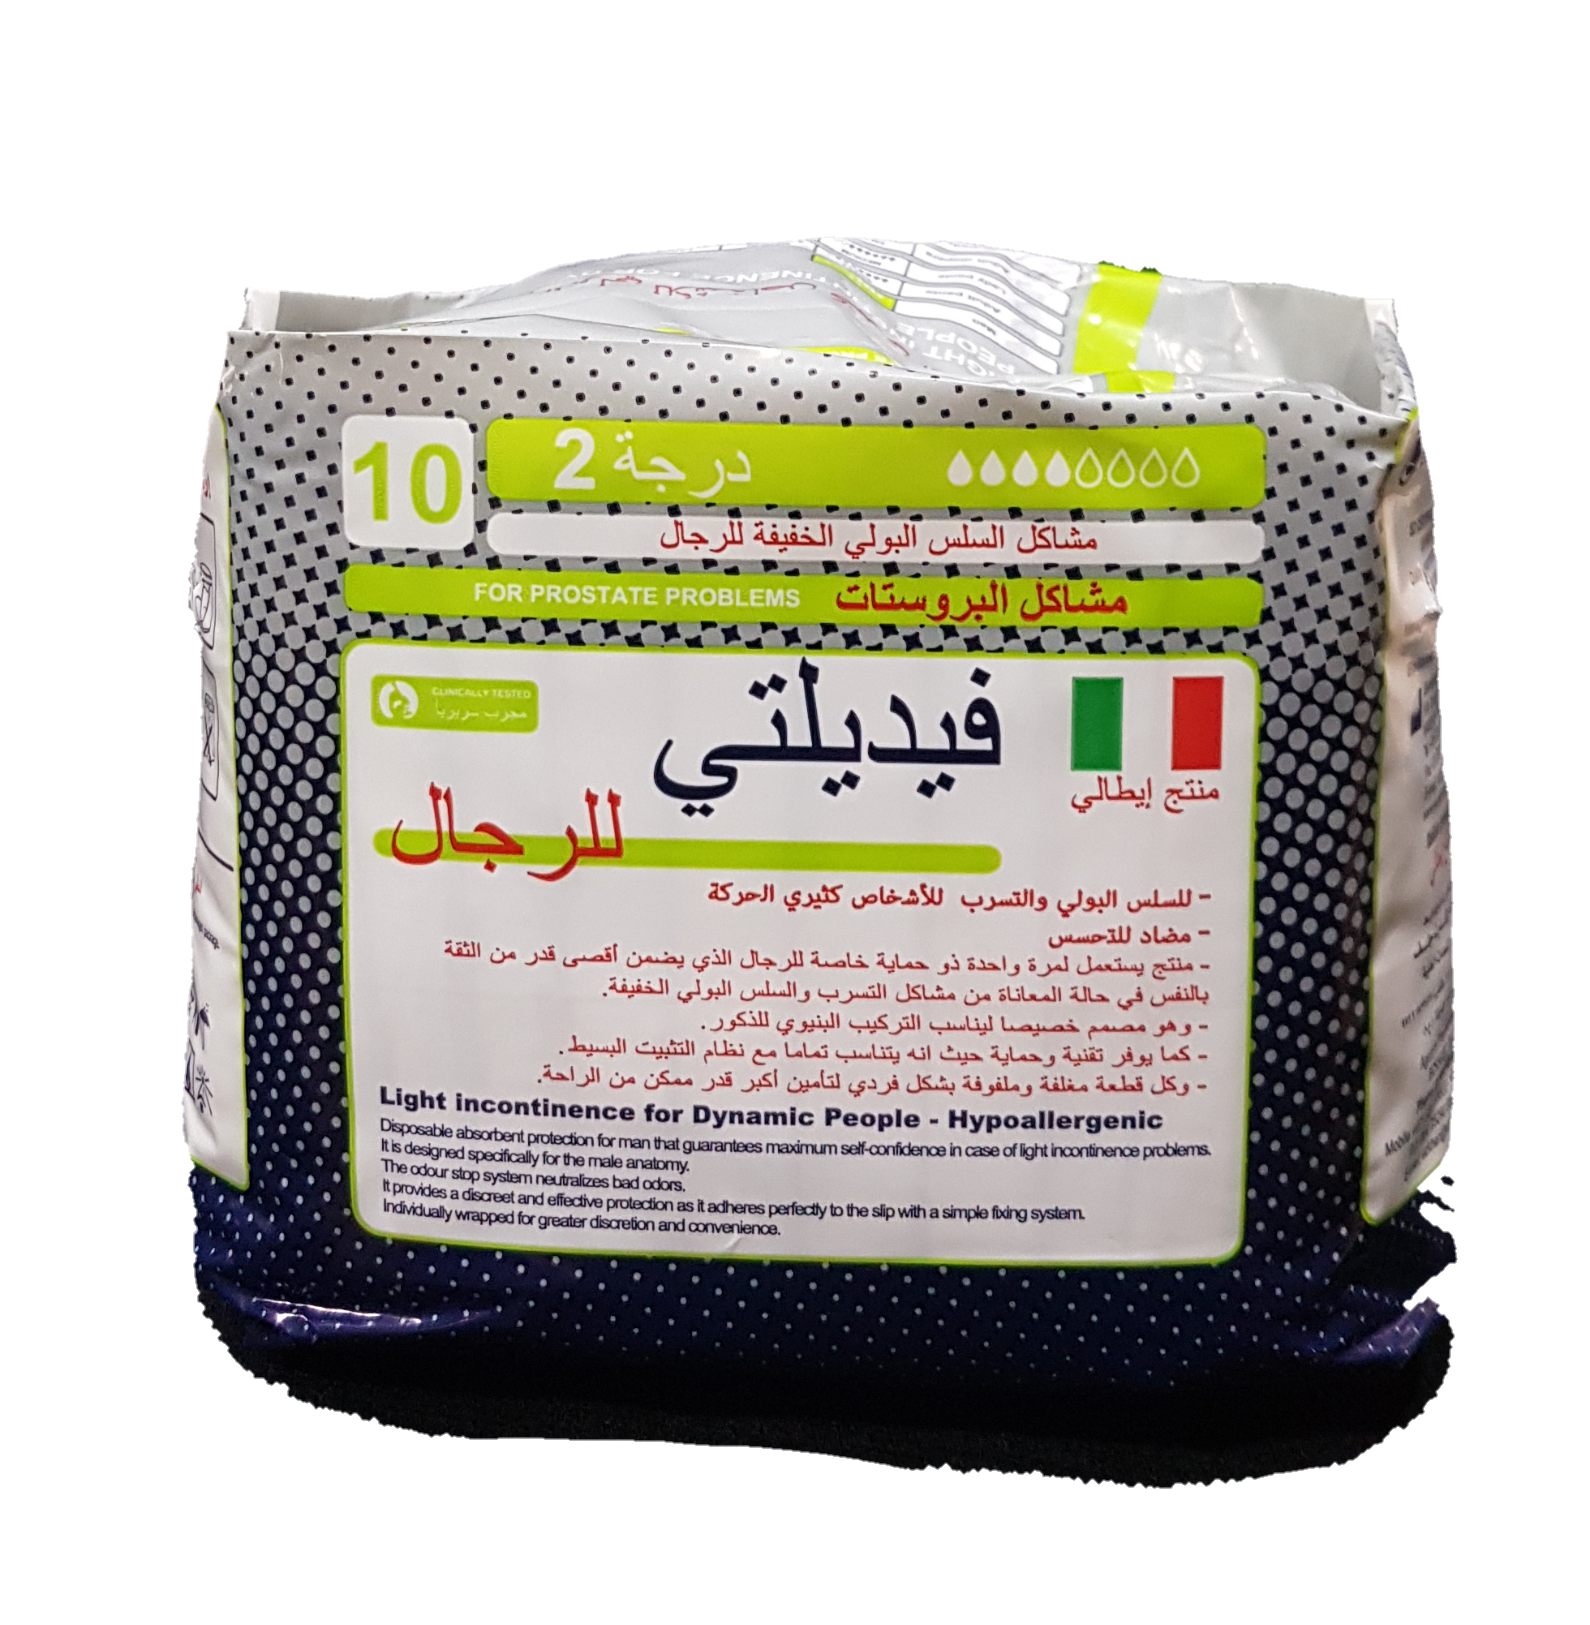 10
درجة 2
مشاكل السلس البولي الخفيفة للرجال
FOR PROSTATE PROBLEMS مشاكل البروستات
CLINICALLY TESTED
مجرب سريرياً
فيديلتي
للرجال
منتج إيطالي
- للسلس البولي والتسرب للأشخاص كثيري الحركة
- مضاد للتحسس
- منتج يستعمل لمرة واحدة ذو حماية خاصة للرجال الذي يضمن أقصى قدر من الثقة
بالنفس في حالة المعاناة من مشاكل التسرب والسلس البولي الخفيفة.
- وهو مصمم خصيصا ليناسب التركيب البنيوي للذكور.
- كما يوفر تقنية وحماية حيث انه يتناسب تماما مع نظام التثبيت البسيط.
- وكل قطعة مغلفة وملفوفة بشكل فردي لتأمين أكبر قدر ممكن من الراحة.
Light incontinence for Dynamic People - Hypoallergenic
Disposable absorbent protection for man that guarantees maximum self-confidence in case of light incontinence problems.
It is designed specifically for the male anatomy.
The odour stop system neutralizes bad odors.
It provides a discreet and effective protection as it adheres perfectly to the slip with a simple fixing system.
Individually wrapped for greater discretion and convenience.